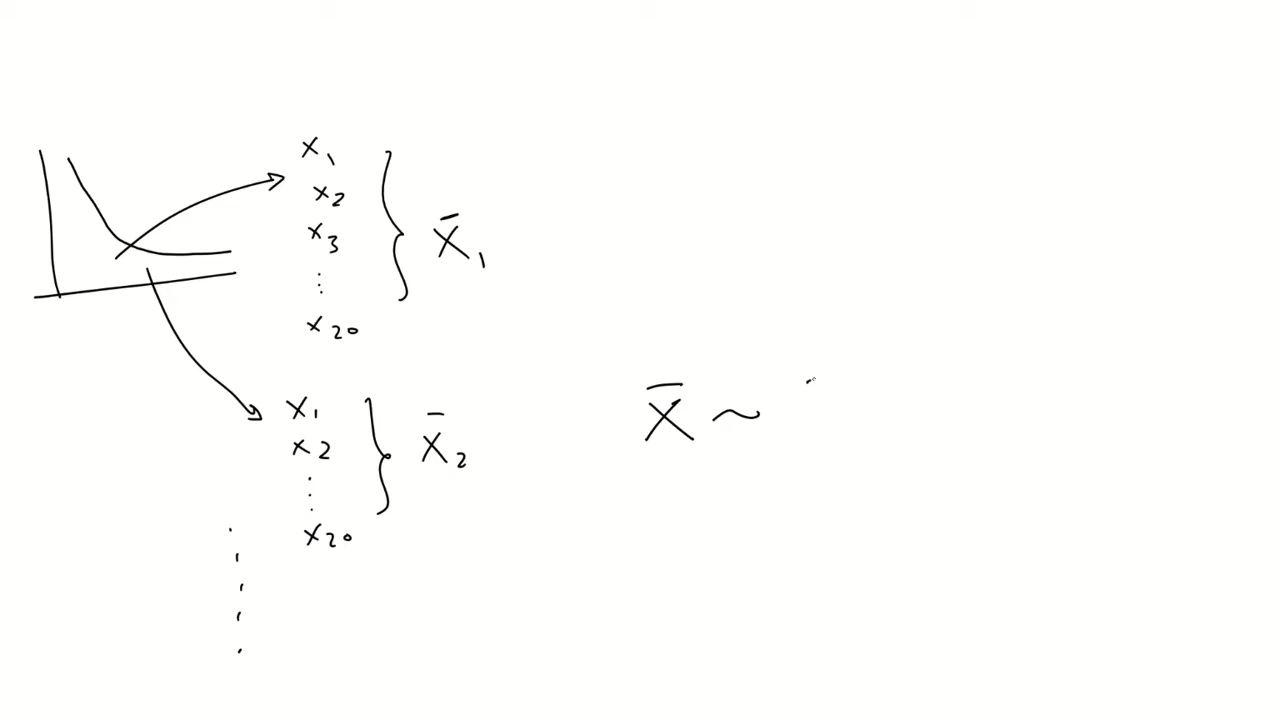 x₁
x₂
x₃
⋮
x₂₀
} X̄₁
x₁
x₂
⋮
x₂₀
} X̄₂
X̄ ~